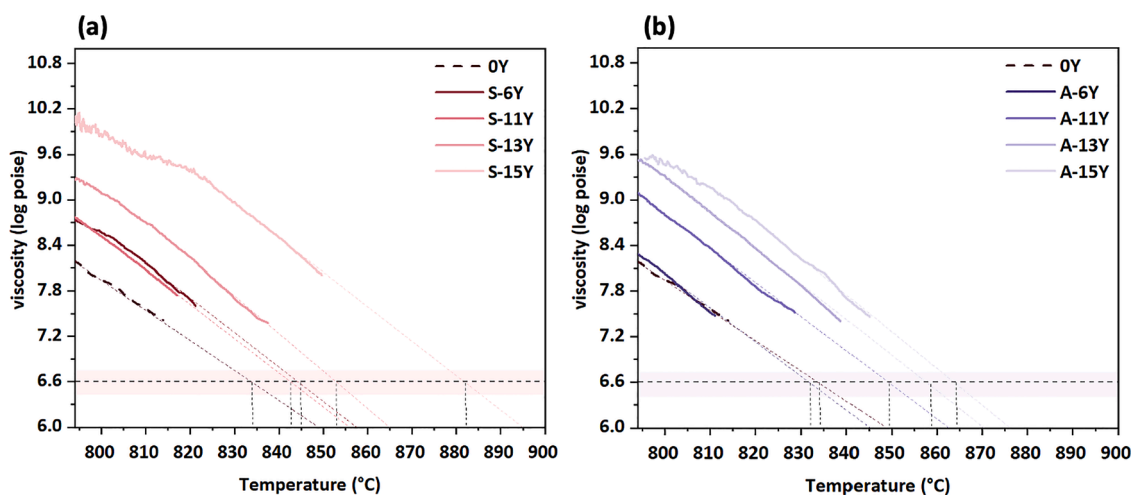 (a)
10.8
10.2
9.6
9.0
8.4
7.8
7.2
6.6
6.0
viscosity (log poise)
0Y
S-6Y
S-11Y
S-13Y
S-15Y
800 810 820 830 840 850 860 870 880 890 900
Temperature (°C)
(b)
10.8
10.2
9.6
9.0
8.4
7.8
7.2
6.6
6.0
viscosity (log poise)
0Y
A-6Y
A-11Y
A-13Y
A-15Y
800 810 820 830 840 850 860 870 880 890 900
Temperature (°C)